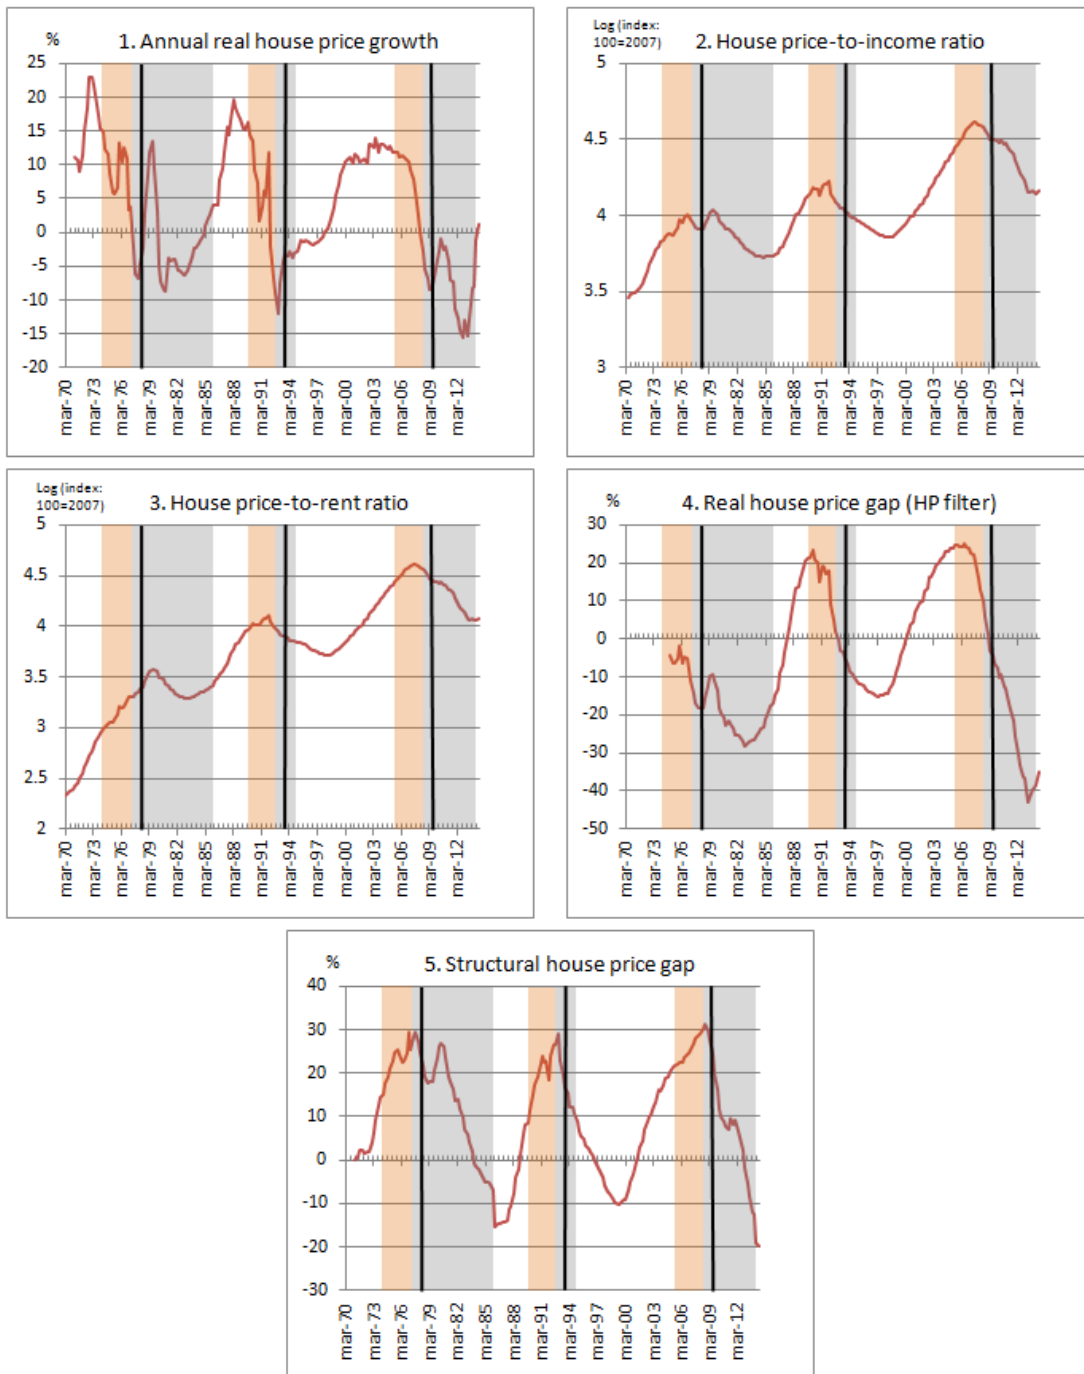 %
1. Annual real house price growth
25
20
15
10
5
0
-5
-10
-15
-20
mar-70
mar-73
mar-76
mar-79
mar-82
mar-85
mar-88
mar-91
mar-94
mar-97
mar-00
mar-03
mar-06
mar-09
mar-12
Log (index:
100=2007)
2. House price-to-income ratio
5
4.5
4
3.5
3
mar-70
mar-73
mar-76
mar-79
mar-82
mar-85
mar-88
mar-91
mar-94
mar-97
mar-00
mar-03
mar-06
mar-09
mar-12
Log (index:
100=2007)
3. House price-to-rent ratio
5
4.5
4
3.5
3
2.5
2
mar-70
mar-73
mar-76
mar-79
mar-82
mar-85
mar-88
mar-91
mar-94
mar-97
mar-00
mar-03
mar-06
mar-09
mar-12
%
4. Real house price gap (HP filter)
30
20
10
0
-10
-20
-30
-40
-50
mar-70
mar-73
mar-76
mar-79
mar-82
mar-85
mar-88
mar-91
mar-94
mar-97
mar-00
mar-03
mar-06
mar-09
mar-12
%
5. Structural house price gap
40
30
20
10
0
-10
-20
-30
mar-70
mar-73
mar-76
mar-79
mar-82
mar-85
mar-88
mar-91
mar-94
mar-97
mar-00
mar-03
mar-06
mar-09
mar-12